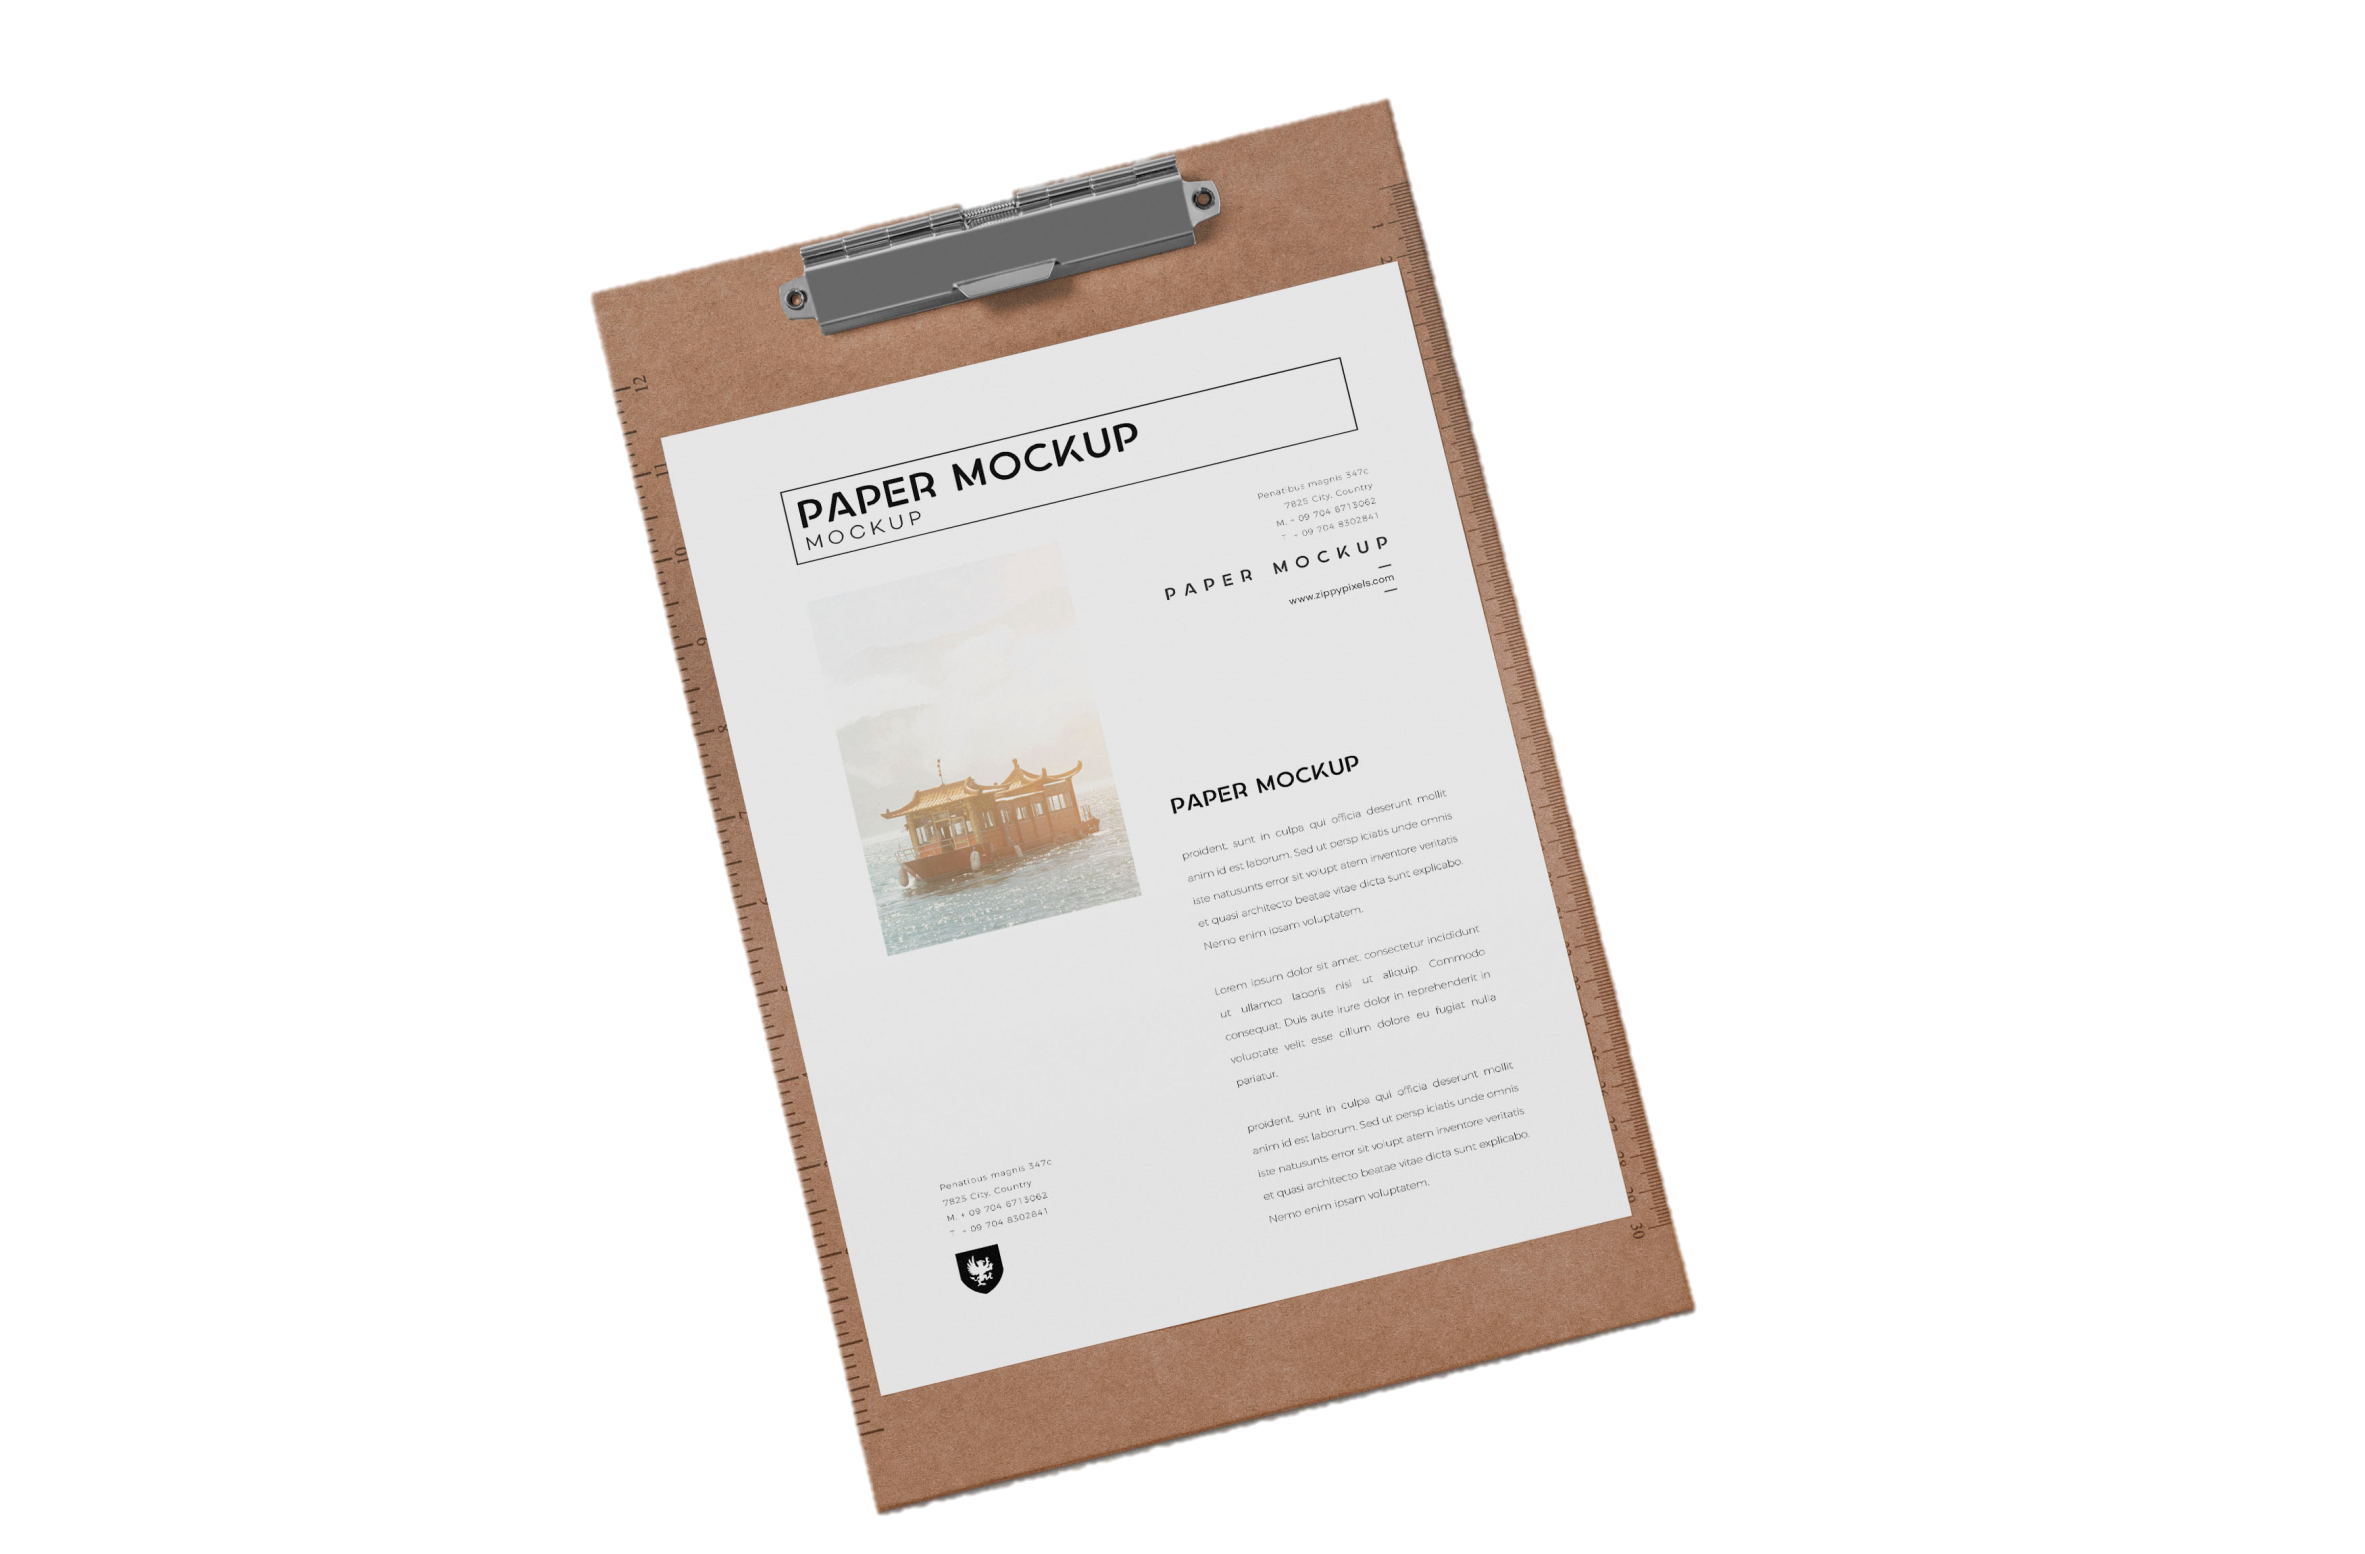 PAPER MOCKUP
MOCKUP
Penatibus magnis 347c
7825 City, Country
M. + 09 704 6713062
T + 09 704 8302841
PAPER MOCKUP
www.zippypixels.com
PAPER MOCKUP
proident, sunt in culpa qui officia deserunt mollit
anim id est laborum. Sed ut persp iciatis unde omnis
iste natusunts error sit volupt atem inventore veritatis
et quasi architecto beatae vitae dicta sunt explicabo.
Nemo enim ipsam voluptatem.
Lorem ipsum dolor sit amet, consectetur incididunt
ut ullamco laboris nisi ut aliquip. Commodo
consequat. Duis aute irure dolor in reprehenderit in
voluptate velit esse cillum dolore eu fugiat nulla
pariatur.
proident, sunt in culpa qui officia deserunt mollit
anim id est laborum. Sed ut persp iciatis unde omnis
iste natusunts error sit volupt atem inventore veritatis
et quasi architecto beatae vitae dicta sunt explicabo.
Nemo enim ipsam voluptatem.
Penatibus magnis 347c
7825 City, Country
M. + 09 704 6713062
T + 09 704 8302841
12
11
10
9
8
1
2
30